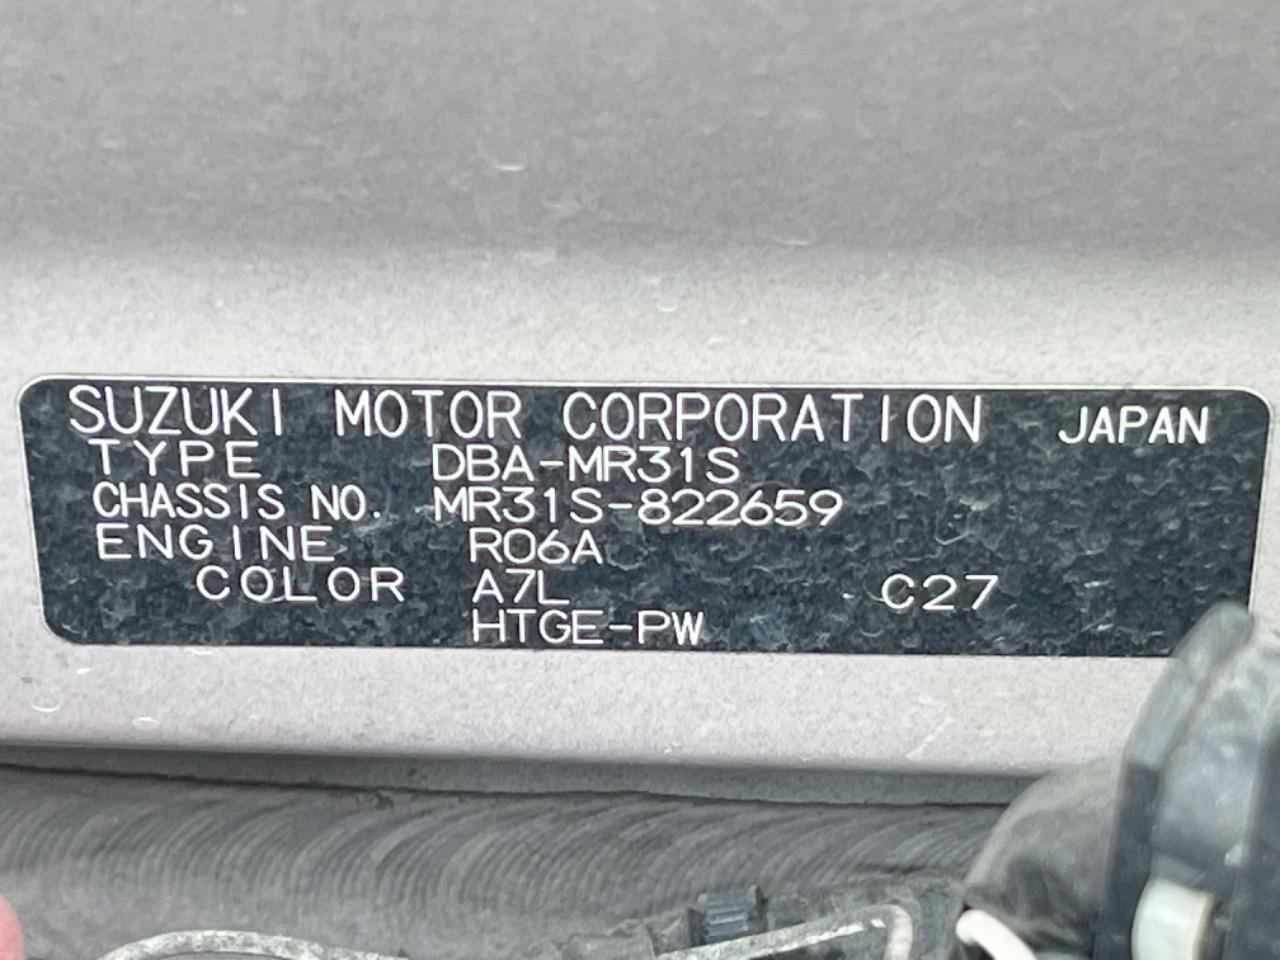 SUZUKI MOTOR CORPORATION JAPAN
TYPE DBA-MR31S
CHASSIS NO. MR31S-822659
ENGINE R06A
COLOR A7L C27
HTGE-PW